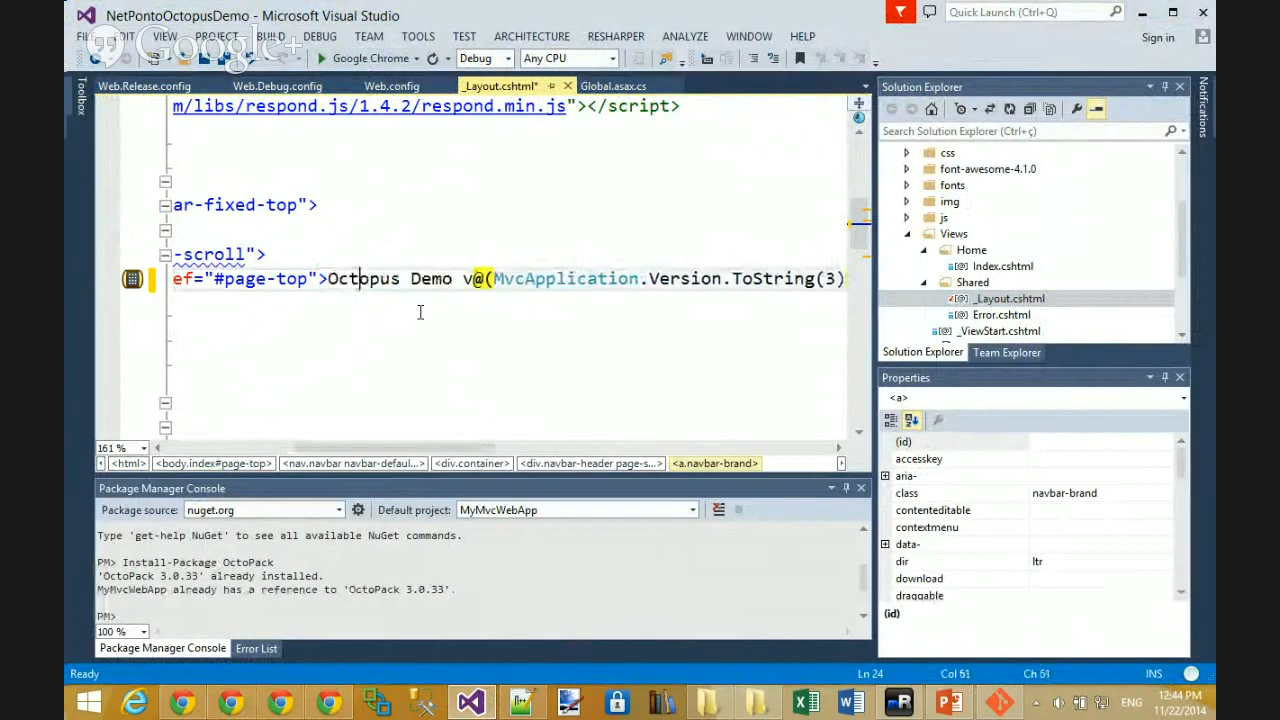 NetPontoOctopusDemo - Microsoft Visual Studio
Quick Launch (Ctrl+Q)
Google+
EDIT VIEW PROJECT BUILD DEBUG TEAM TOOLS TEST ARCHITECTURE RESHARPER ANALYZE WINDOW HELP
Sign in
Google Chrome
Debug
Any CPU
Toolbox
Web.Release.config
Web.Debug.config
Web.config
_Layout.cshtml*
Global.asax.cs
m/libs/respond.js/1.4.2/respond.min.js"></script>
ar-fixed-top">
-scroll">
ef="#page-top">Octopus Demo v@(MvcApplication.Version.ToString(3)
161 %
<html>
<body.index#page-top>
<nav.navbar navbar-defaul...>
<div.container>
<div.navbar-header page-s...>
<a.navbar-brand>
Package Manager Console
Package source:
nuget.org
Default project:
MyMvcWebApp
Type 'get-help NuGet' to see all available NuGet commands.
PM> Install-Package OctoPack
'OctoPack 3.0.33' already installed.
MyMvcWebApp already has a reference to 'OctoPack 3.0.33'.
PM>
100 %
Package Manager Console
Error List
Solution Explorer
Search Solution Explorer (Ctrl+ç)
css
font-awesome-4.1.0
fonts
img
js
Views
Home
Index.cshtml
Shared
_Layout.cshtml
Error.cshtml
_ViewStart.cshtml
Solution Explorer
Team Explorer
Notifications
Properties
<a>
(id)
accesskey
aria-
class navbar-brand
contenteditable
contextmenu
data-
dir ltr
download
draggable
(id)
Ready
Ln 24
Col 61
Ch 61
INS
ENG
12:44 PM
11/22/2014